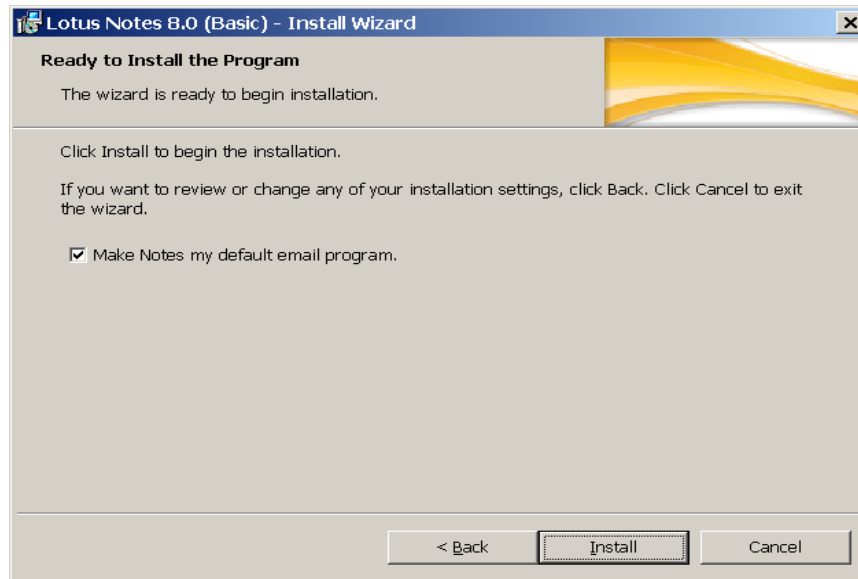 Lotus Notes 8.0 (Basic) - Install Wizard
Ready to Install the Program
The wizard is ready to begin installation.
Click Install to begin the installation.
If you want to review or change any of your installation settings, click Back. Click Cancel to exit
the wizard.
Make Notes my default email program.
< Back
Install
Cancel